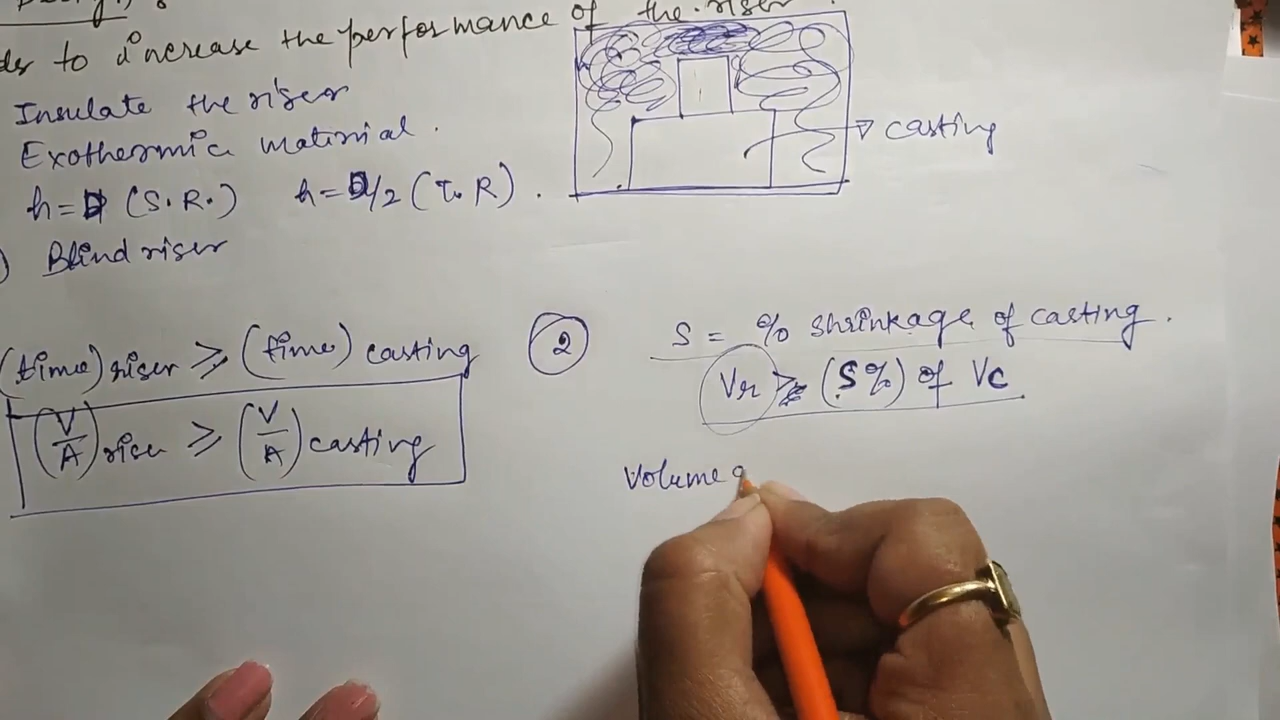 to increase the performance of the riser
Insulate the riser
Exothermic material.
h=D (S.R.) h=D/2 (T.R).
Blind riser
casting
(time) riser ≥ (time) casting
(V/A) riser ≥ (V/A) casting
2
S = % shrinkage of casting.
Vr ≥ (S%) of Vc
Volume